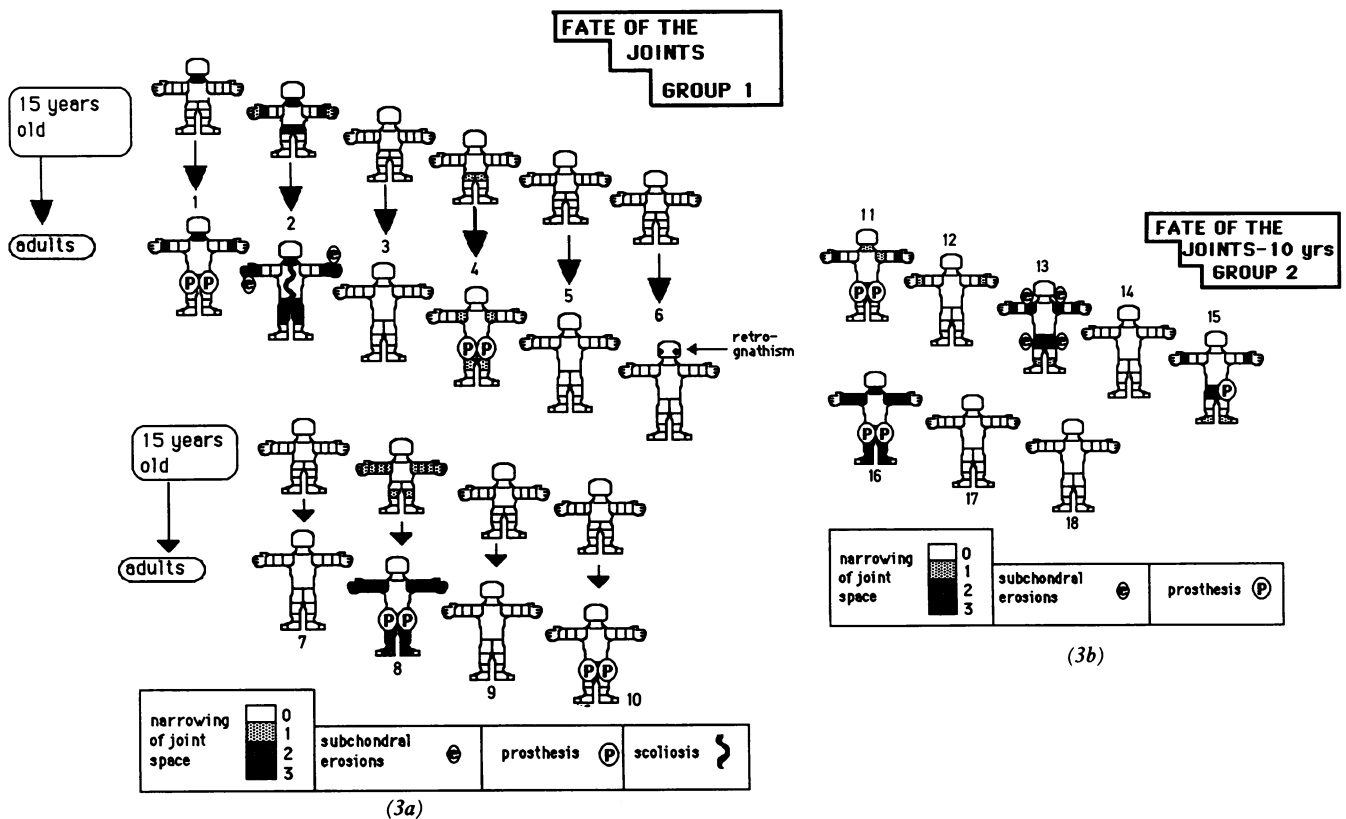 FATE OF THE
JOINTS
GROUP 1
15 years
old
adults
1
2
e
e
3
4
5
6
P P
P P
retro-
gnathism
15 years
old
adults
7
8
P P
9
10
P P
narrowing
of joint
space
0
1
2
3
subchondral
erosions
e
prosthesis
P
scoliosis
(3a)
FATE OF THE
JOINTS-10 yrs
GROUP 2
11
12
13
14
15
P P
e e
e e
P
P P
16
17
18
narrowing
of joint
space
0
1
2
3
subchondral
erosions
e
prosthesis
P
(3b)